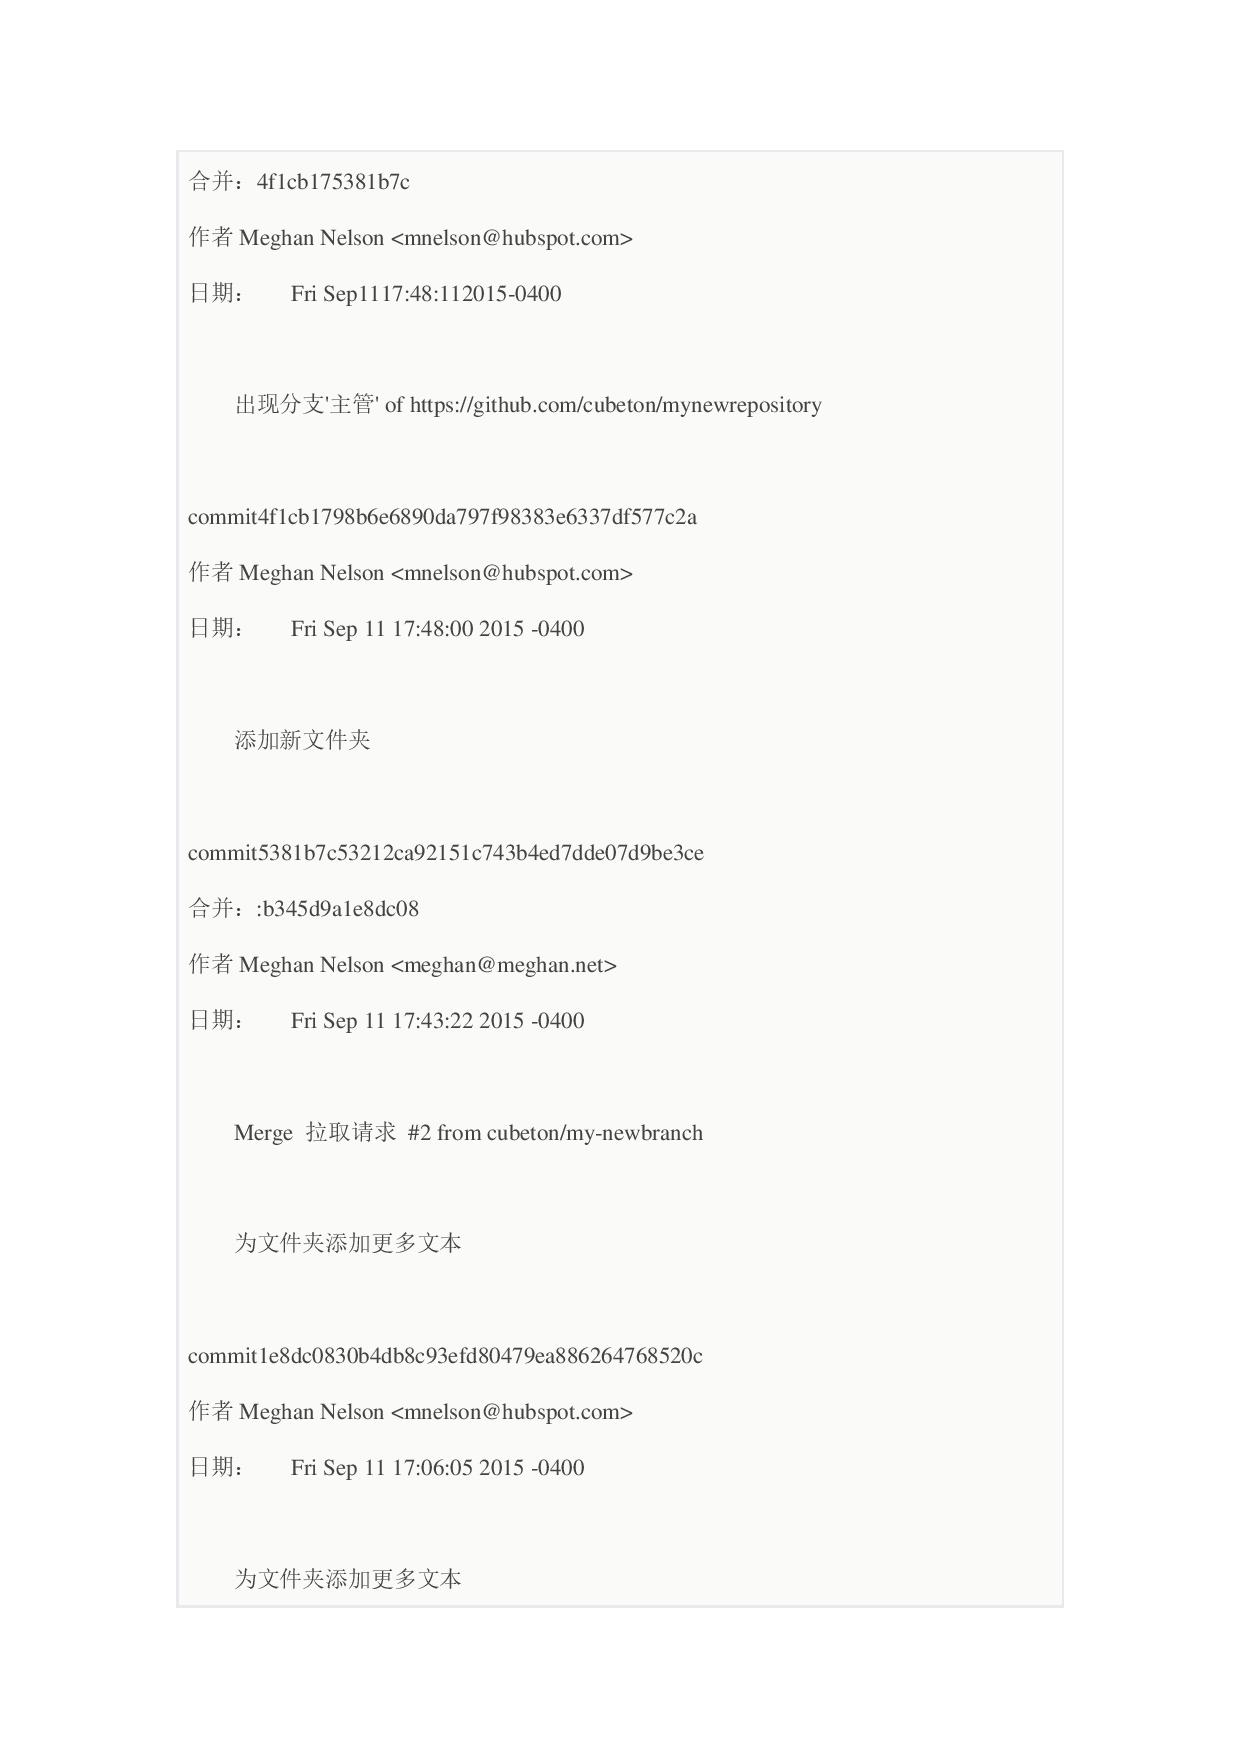 合并：4f1cb175381b7c
作者 Meghan Nelson <mnelson@hubspot.com>
日期： Fri Sep1117:48:112015-0400
出现分支'主管' of https://github.com/cubeton/mynewrepository
commit4f1cb1798b6e6890da797f98383e6337df577c2a
作者 Meghan Nelson <mnelson@hubspot.com>
日期： Fri Sep 11 17:48:00 2015 -0400
添加新文件夹
commit5381b7c53212ca92151c743b4ed7dde07d9be3ce
合并：:b345d9a1e8dc08
作者 Meghan Nelson <meghan@meghan.net>
日期： Fri Sep 11 17:43:22 2015 -0400
Merge 拉取请求 #2 from cubeton/my-newbranch
为文件夹添加更多文本
commit1e8dc0830b4db8c93efd80479ea886264768520c
作者 Meghan Nelson <mnelson@hubspot.com>
日期： Fri Sep 11 17:06:05 2015 -0400
为文件夹添加更多文本